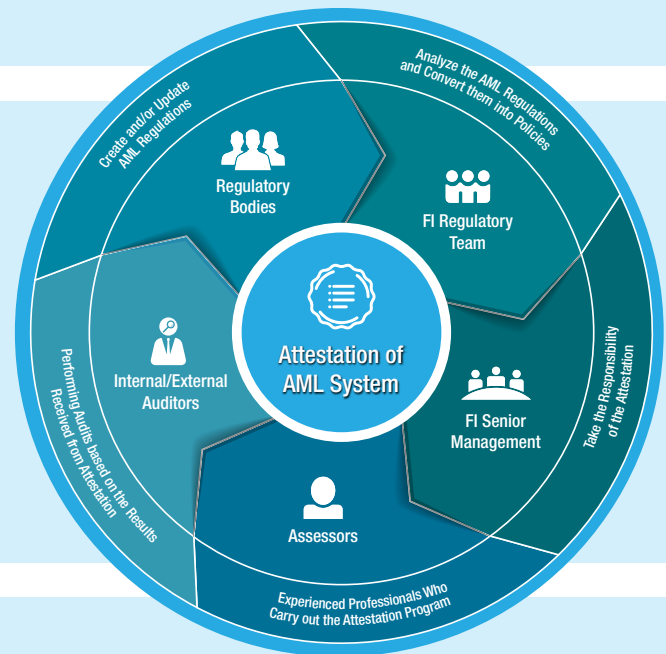 Create and/or Update
AML Regulations
Regulatory
Bodies
Analyze the AML Regulations
and Convert them into Policies
FI Regulatory
Team
Take the Responsibility
of the Attestation
FI Senior
Management
Experienced Professionals Who
Carry out the Attestation Program
Assessors
Performing Audits based on the Results
Received from Attestation
Internal/External
Auditors
Attestation of
AML System